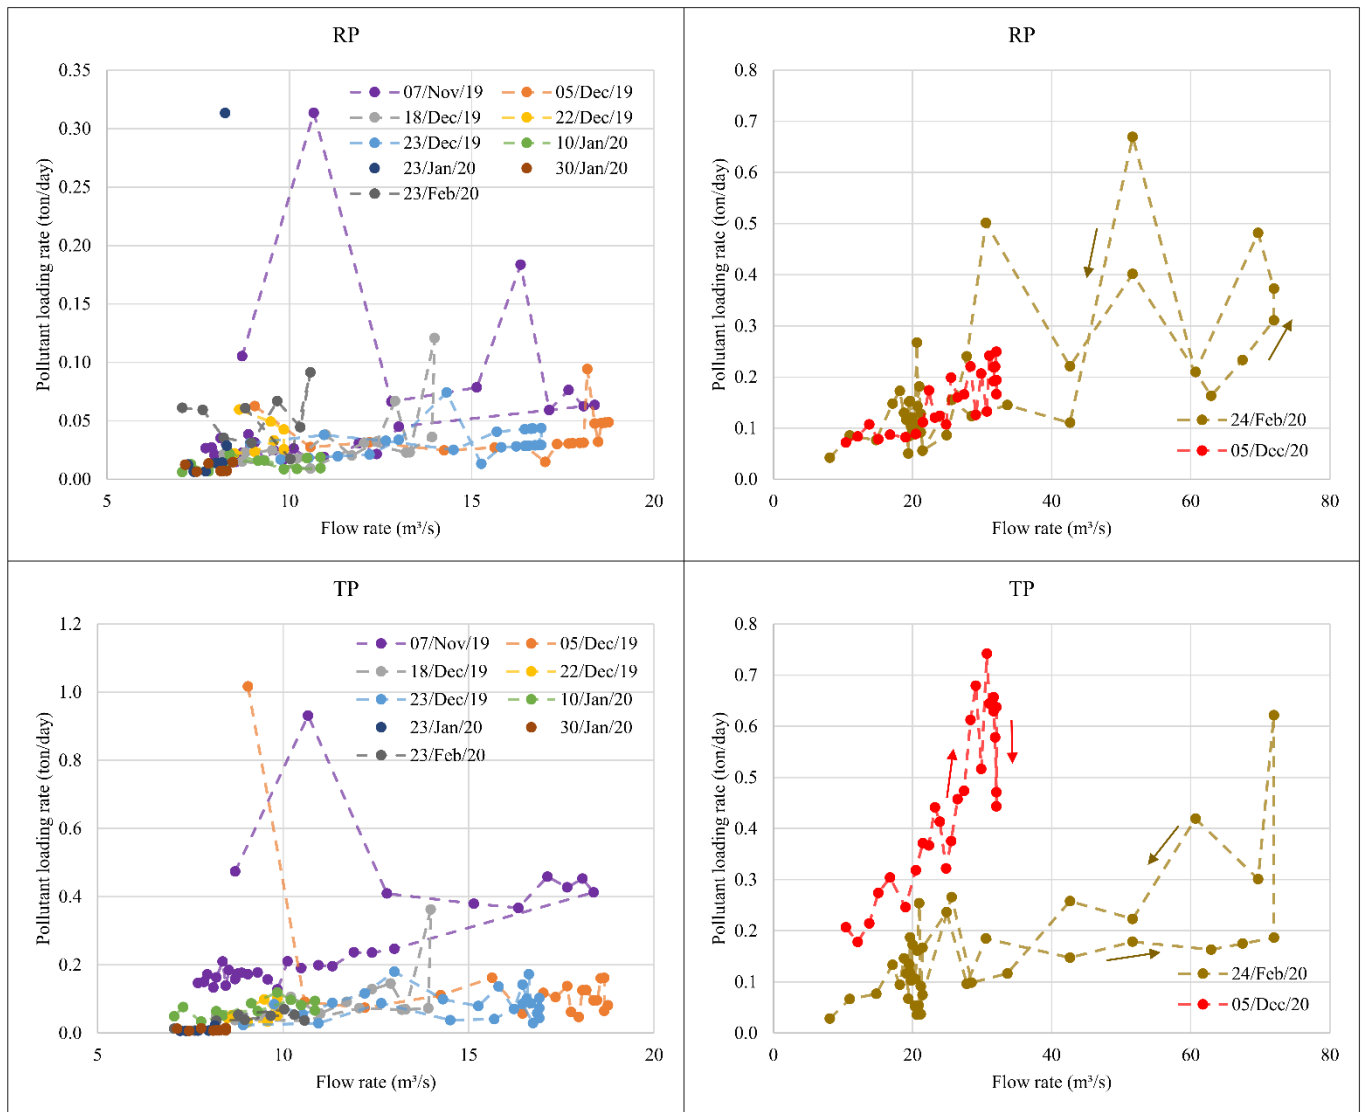 RP
0.35
0.30
0.25
0.20
0.15
0.10
0.05
0.00
Pollutant loading rate (ton/day)
07/Nov/19 05/Dec/19
18/Dec/19 22/Dec/19
23/Dec/19 10/Jan/20
23/Jan/20 30/Jan/20
23/Feb/20
5 10 15 20
Flow rate (m³/s)
RP
0.8
0.7
0.6
0.5
0.4
0.3
0.2
0.1
0.0
Pollutant loading rate (ton/day)
24/Feb/20
05/Dec/20
0 20 40 60 80
Flow rate (m³/s)
TP
1.2
1.0
0.8
0.6
0.4
0.2
0.0
Pollutant loading rate (ton/day)
07/Nov/19 05/Dec/19
18/Dec/19 22/Dec/19
23/Dec/19 10/Jan/20
23/Jan/20 30/Jan/20
23/Feb/20
5 10 15 20
Flow rate (m³/s)
TP
0.8
0.7
0.6
0.5
0.4
0.3
0.2
0.1
0.0
Pollutant loading rate (ton/day)
24/Feb/20
05/Dec/20
0 20 40 60 80
Flow rate (m³/s)